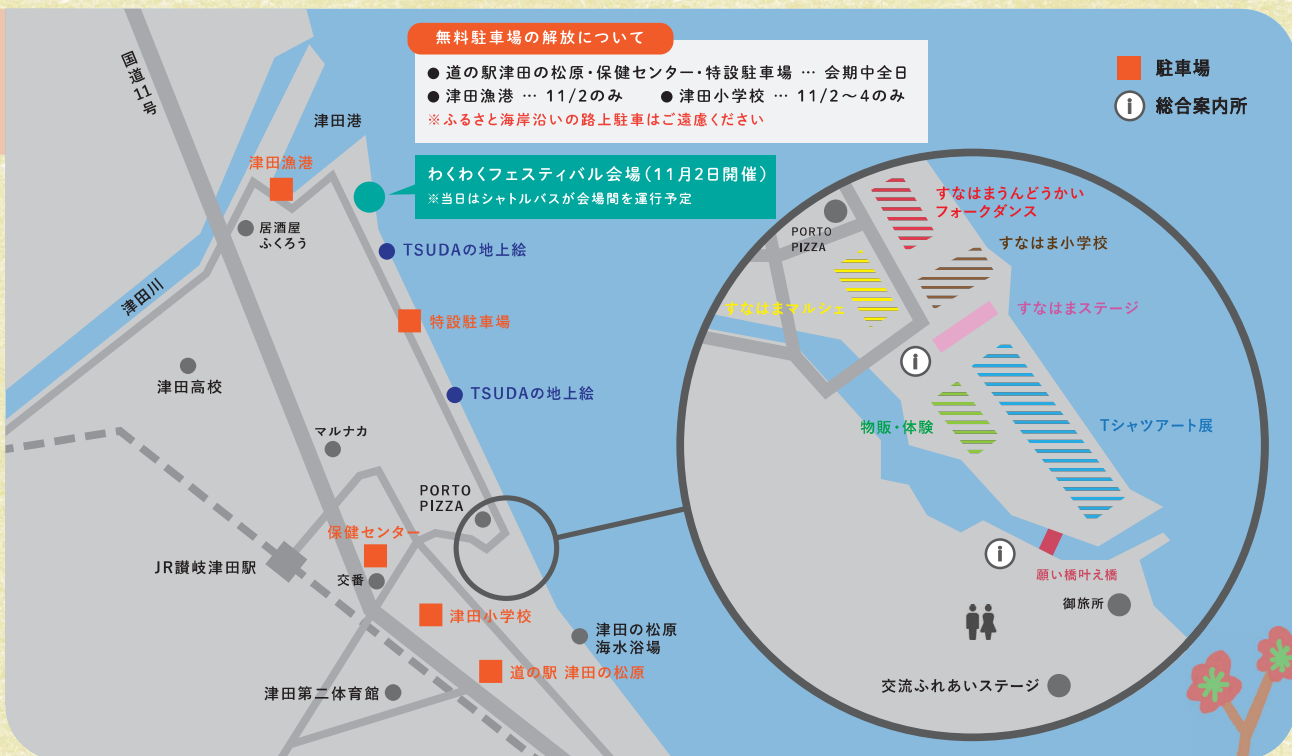 無料駐車場の解放について
● 道の駅津田の松原・保健センター・特設駐車場 … 会期中全日
● 津田漁港 … 11/2のみ ● 津田小学校 … 11/2〜4のみ
※ふるさと海岸沿いの路上駐車はご遠慮ください
駐車場
i 総合案内所
国道11号
津田港
わくわくフェスティバル会場(11月2日開催)
※当日はシャトルバスが会場間を運行予定
津田漁港
居酒屋
ふくろう
TSUDAの地上絵
津田川
特設駐車場
津田高校
TSUDAの地上絵
マルナカ
PORTO
PIZZA
保健センター
JR讃岐津田駅
交番
津田小学校
津田の松原
海水浴場
道の駅 津田の松原
津田第二体育館
すなはまうんどうかい
フォークダンス
PORTO
PIZZA
すなはま小学校
すなはまマルシェ
すなはまステージ
i
物販・体験
Tシャツアート展
i
願い橋叶え橋
御旅所
交流ふれあいステージ